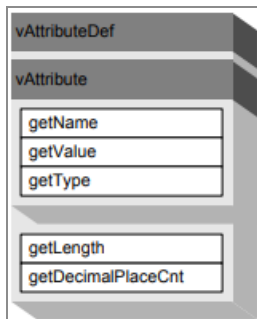 vAttributeDef
vAttribute
getName
getValue
getType
getLength
getDecimalPlaceCnt